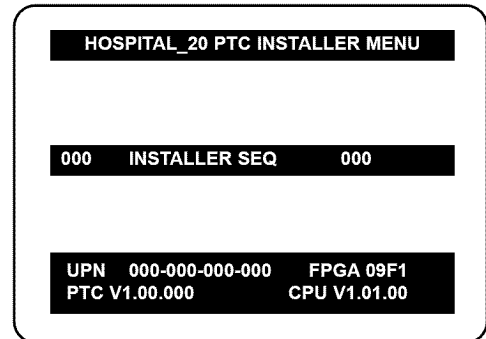 HOSPITAL_20 PTC INSTALLER MENU
000 INSTALLER SEQ 000
UPN 000-000-000-000 FPGA 09F1
PTC V1.00.000 CPU V1.01.00